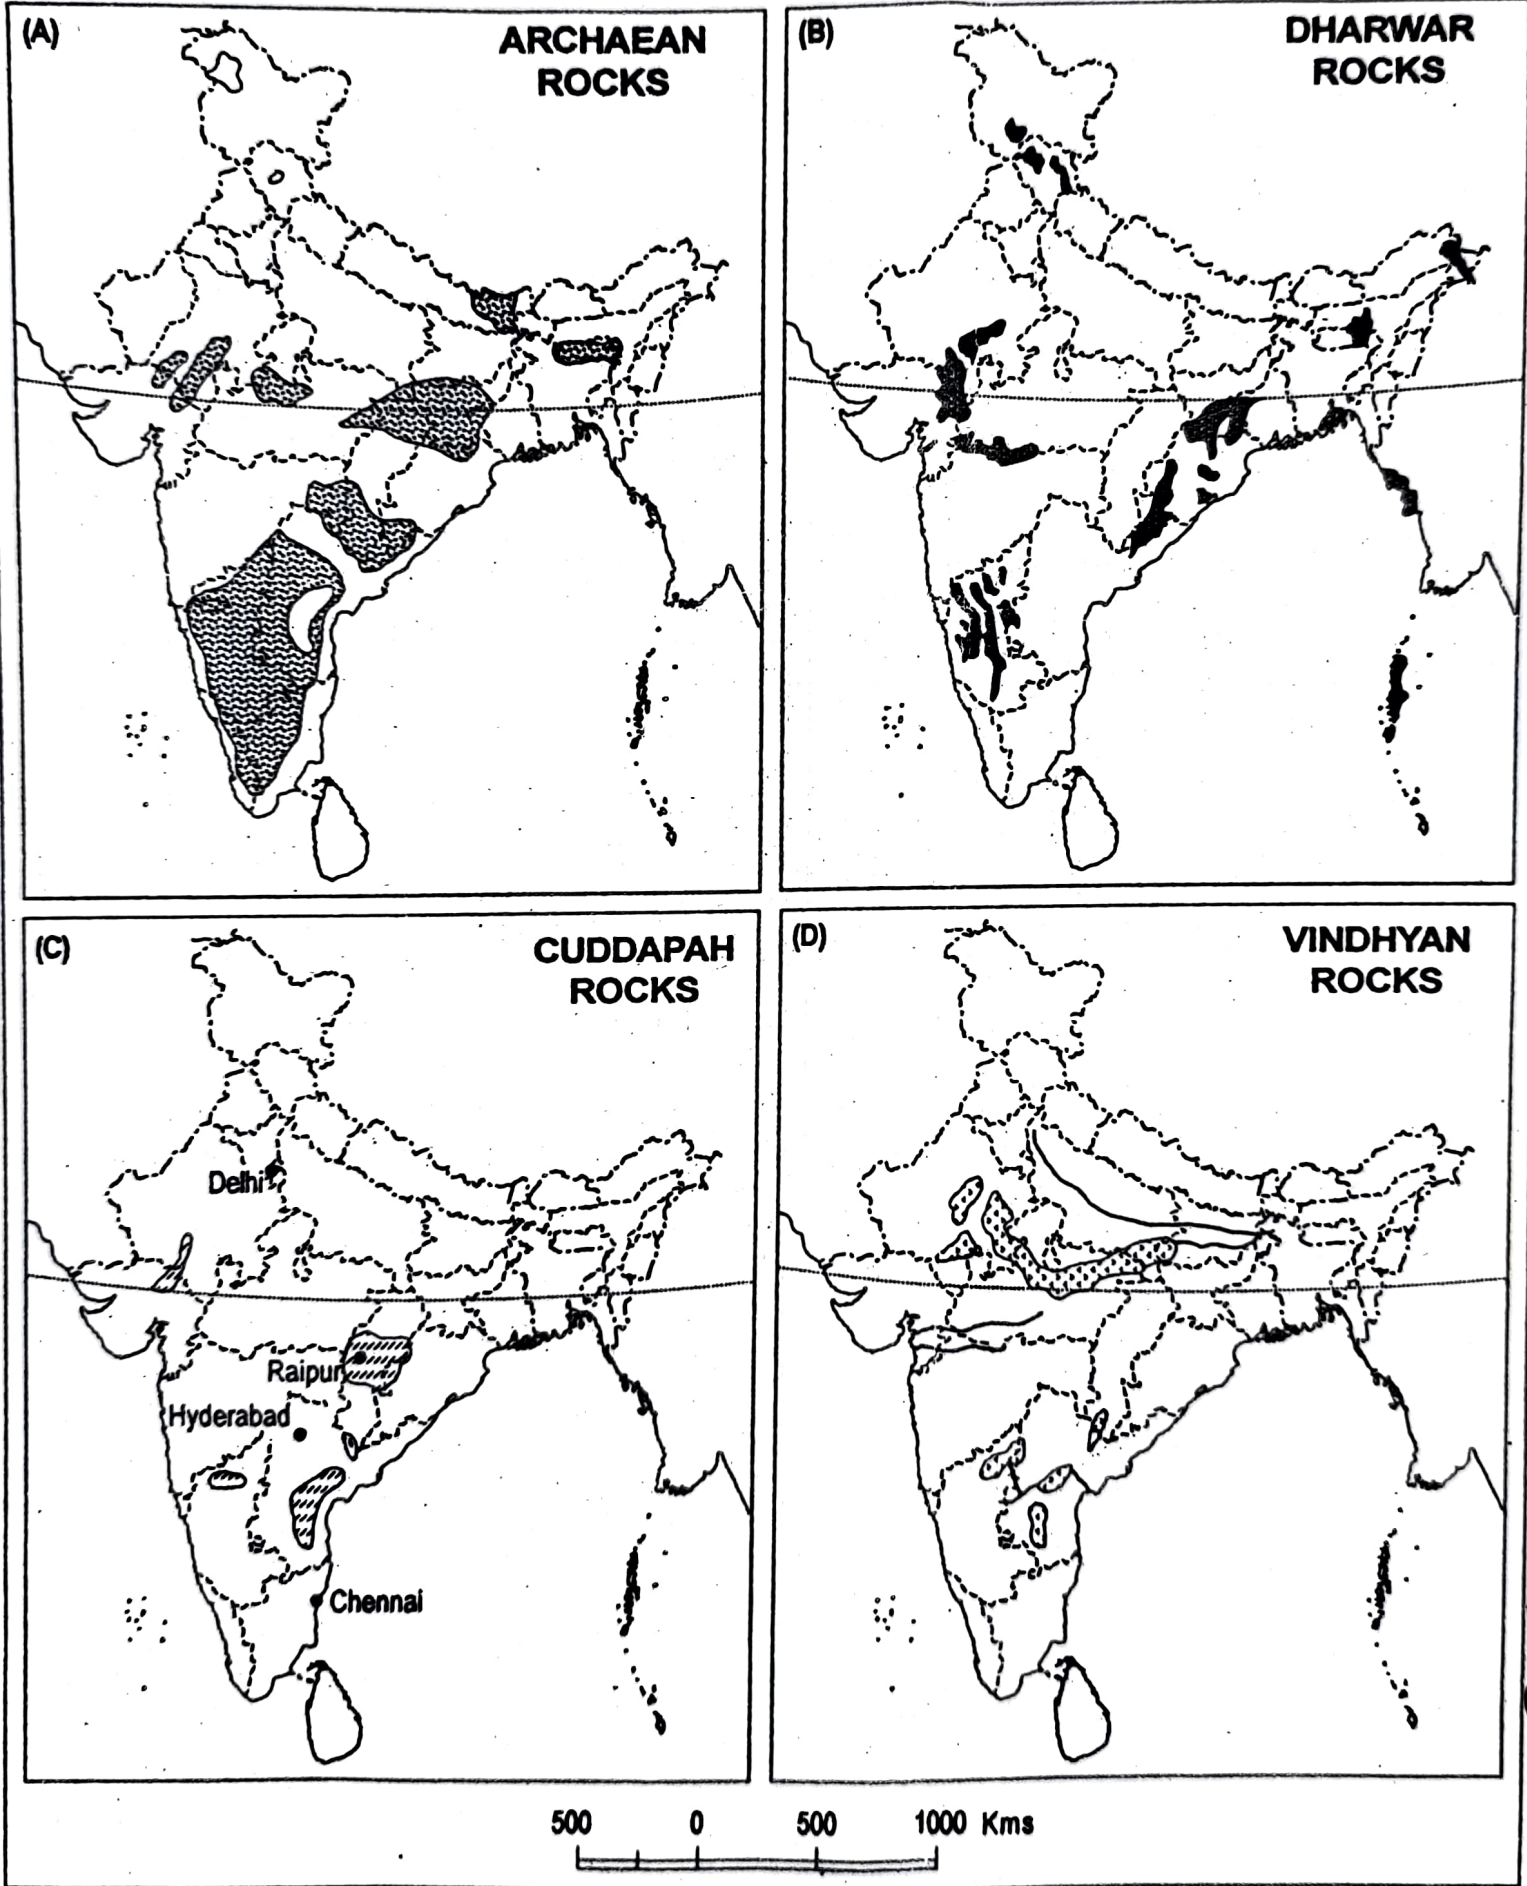 (A)
ARCHAEAN
ROCKS
(B)
DHARWAR
ROCKS
(C)
CUDDAPAH
ROCKS
Delhi
Raipur
Hyderabad
Chennai
(D)
VINDHYAN
ROCKS
500 0 500 1000 Kms